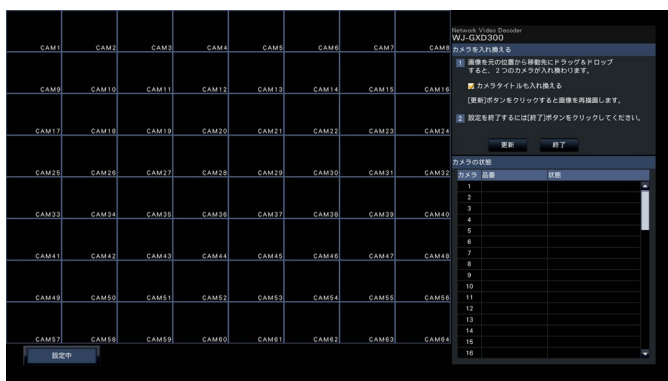 CAM1 CAM2 CAM3 CAM4 CAM5 CAM6 CAM7 CAM8
CAM9 CAM10 CAM11 CAM12 CAM13 CAM14 CAM15 CAM16
CAM17 CAM18 CAM19 CAM20 CAM21 CAM22 CAM23 CAM24
CAM25 CAM26 CAM27 CAM28 CAM29 CAM30 CAM31 CAM32
CAM33 CAM34 CAM35 CAM36 CAM37 CAM38 CAM39 CAM40
CAM41 CAM42 CAM43 CAM44 CAM45 CAM46 CAM47 CAM48
CAM49 CAM50 CAM51 CAM52 CAM53 CAM54 CAM55 CAM56
CAM57 CAM58 CAM59 CAM60 CAM61 CAM62 CAM63 CAM64
設定中
Network Video Decoder
WJ-GXD300
カメラを入れ換える
1 画像を元の位置から移動先にドラッグ&ドロップ
すると、2つのカメラが入れ換わります。
カメラタイトルも入れ換える
[更新]ボタンをクリックすると画像を再描画します。
2 設定を終了するには[終了]ボタンをクリックしてください。
更新 終了
カメラの状態
カメラ 品番 状態
1
2
3
4
5
6
7
8
9
10
11
12
13
14
15
16